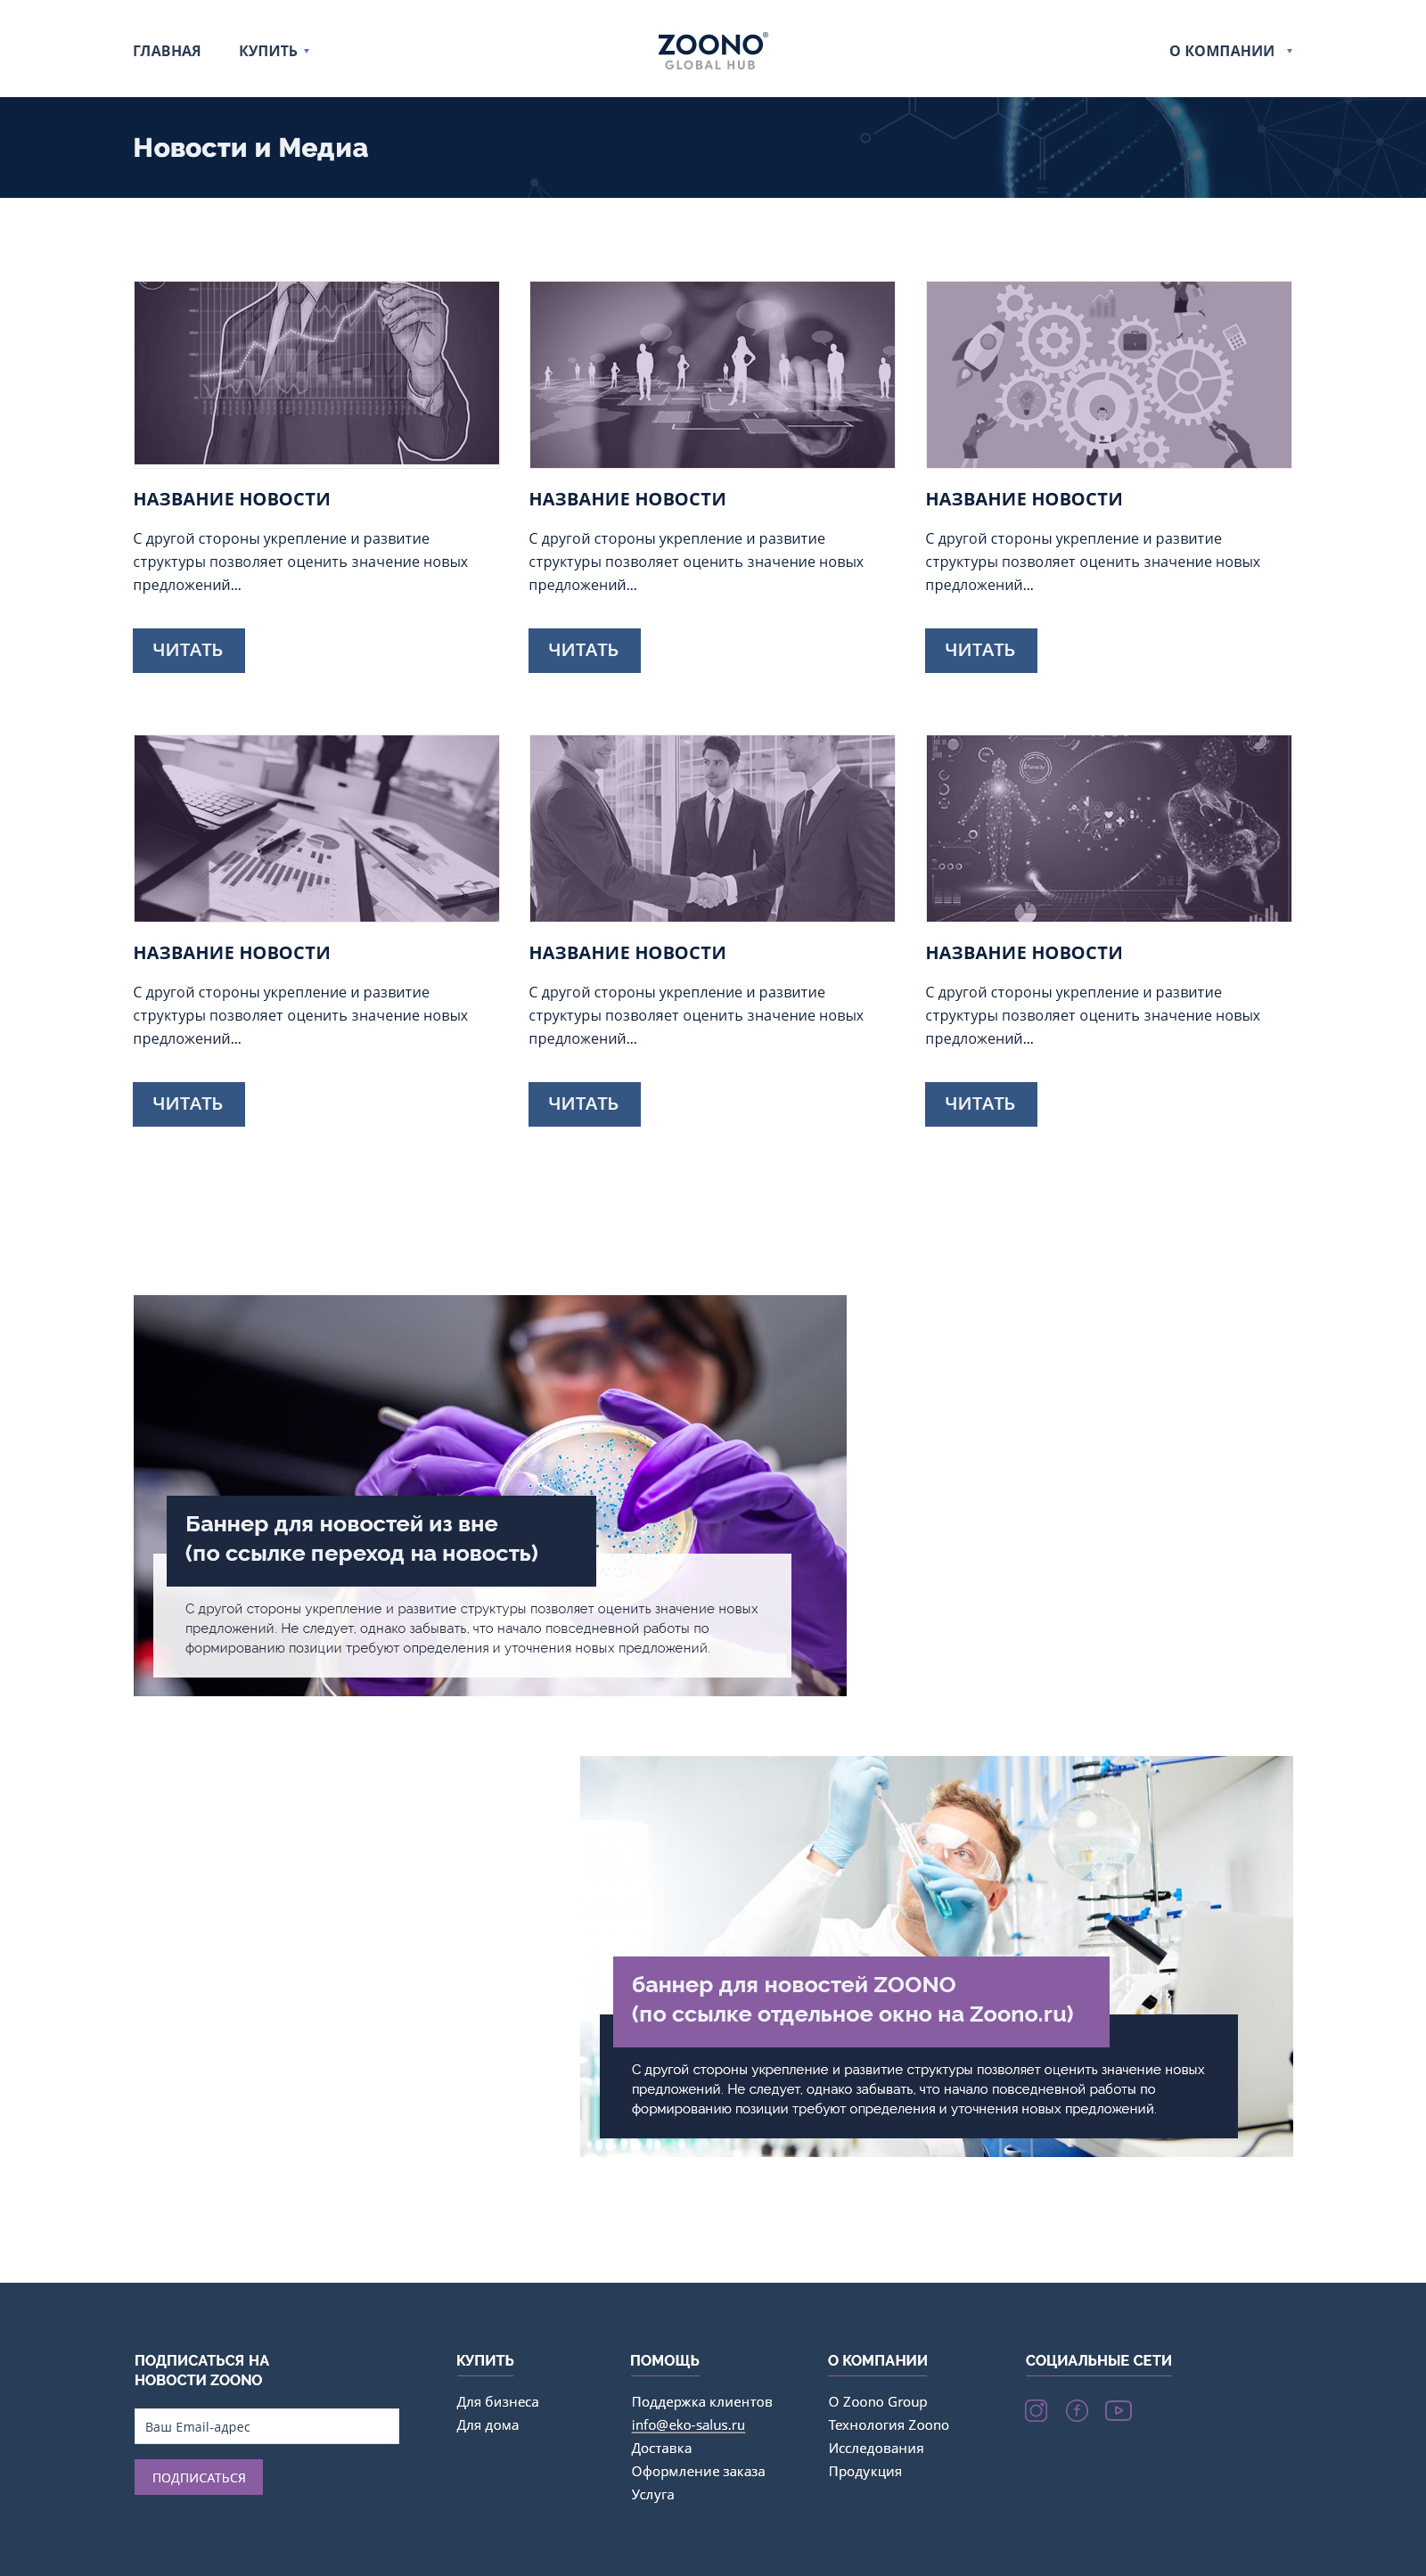 ГЛАВНАЯ
КУПИТЬ
ZOONO®
GLOBAL HUB
О КОМПАНИИ
Новости и Медиа
НАЗВАНИЕ НОВОСТИ
С другой стороны укрепление и развитие
структуры позволяет оценить значение новых
предложений...
ЧИТАТЬ
НАЗВАНИЕ НОВОСТИ
С другой стороны укрепление и развитие
структуры позволяет оценить значение новых
предложений...
ЧИТАТЬ
НАЗВАНИЕ НОВОСТИ
С другой стороны укрепление и развитие
структуры позволяет оценить значение новых
предложений...
ЧИТАТЬ
НАЗВАНИЕ НОВОСТИ
С другой стороны укрепление и развитие
структуры позволяет оценить значение новых
предложений...
ЧИТАТЬ
НАЗВАНИЕ НОВОСТИ
С другой стороны укрепление и развитие
структуры позволяет оценить значение новых
предложений...
ЧИТАТЬ
НАЗВАНИЕ НОВОСТИ
С другой стороны укрепление и развитие
структуры позволяет оценить значение новых
предложений...
ЧИТАТЬ
Баннер для новостей из вне
(по ссылке переход на новость)
С другой стороны укрепление и развитие структуры позволяет оценить значение новых
предложений. Не следует, однако забывать, что начало повседневной работы по
формированию позиции требуют определения и уточнения новых предложений.
баннер для новостей ZOONO
(по ссылке отдельное окно на Zoono.ru)
С другой стороны укрепление и развитие структуры позволяет оценить значение новых
предложений. Не следует, однако забывать, что начало повседневной работы по
формированию позиции требуют определения и уточнения новых предложений.
ПОДПИСАТЬСЯ НА
НОВОСТИ ZOONO
Ваш Email-адрес
ПОДПИСАТЬСЯ
КУПИТЬ
Для бизнеса
Для дома
ПОМОЩЬ
Поддержка клиентов
info@eko-salus.ru
Доставка
Оформление заказа
Услуга
О КОМПАНИИ
О Zoono Group
Технология Zoono
Исследования
Продукция
СОЦИАЛЬНЫЕ СЕТИ